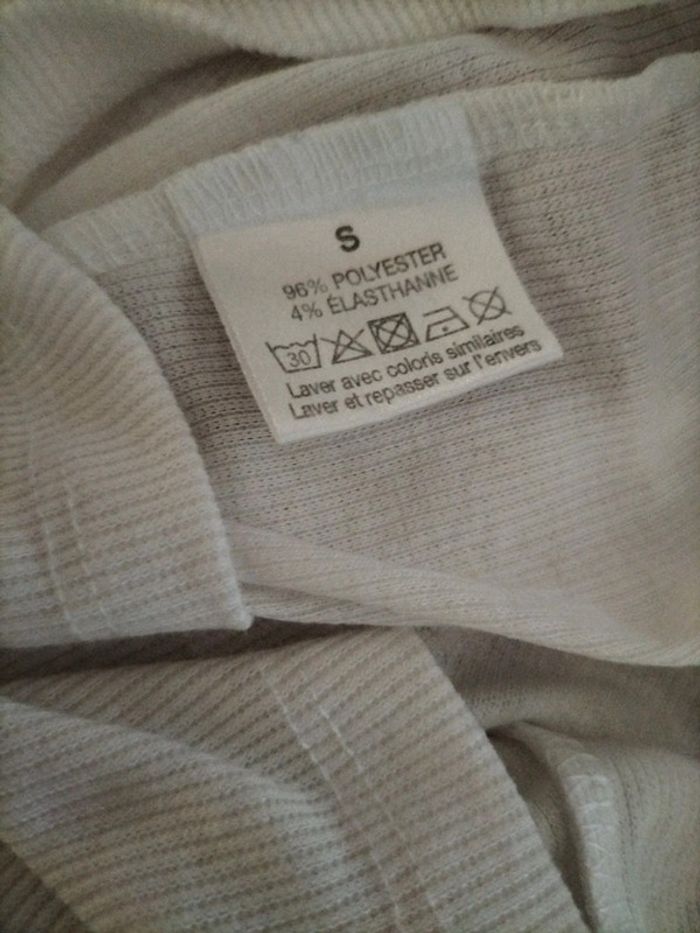 S
96% POLYESTER
4% ÉLASTHANNE
30
Laver avec coloris similaires
Laver et repasser sur l'envers